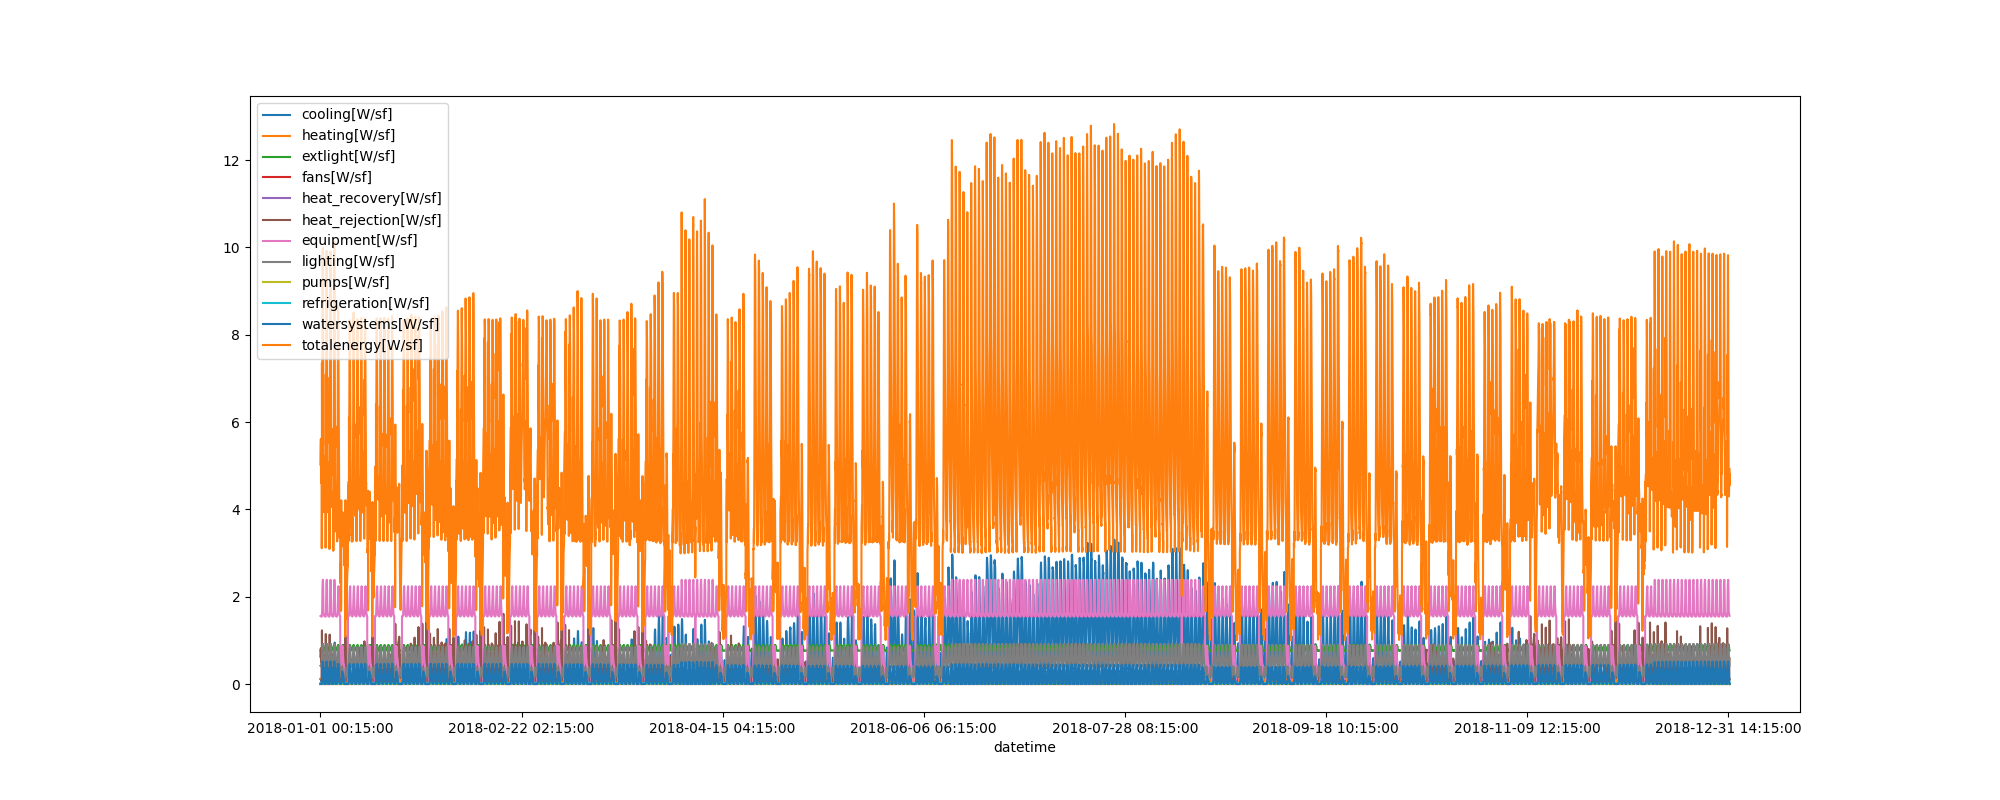 cooling[W/sf]
heating[W/sf]
extlight[W/sf]
fans[W/sf]
heat_recovery[W/sf]
heat_rejection[W/sf]
equipment[W/sf]
lighting[W/sf]
pumps[W/sf]
refrigeration[W/sf]
watersystems[W/sf]
totalenergy[W/sf]
12
10
8
6
4
2
0
2018-01-01 00:15:00 2018-02-22 02:15:00 2018-04-15 04:15:00 2018-06-06 06:15:00 2018-07-28 08:15:00 2018-09-18 10:15:00 2018-11-09 12:15:00 2018-12-31 14:15:00
datetime